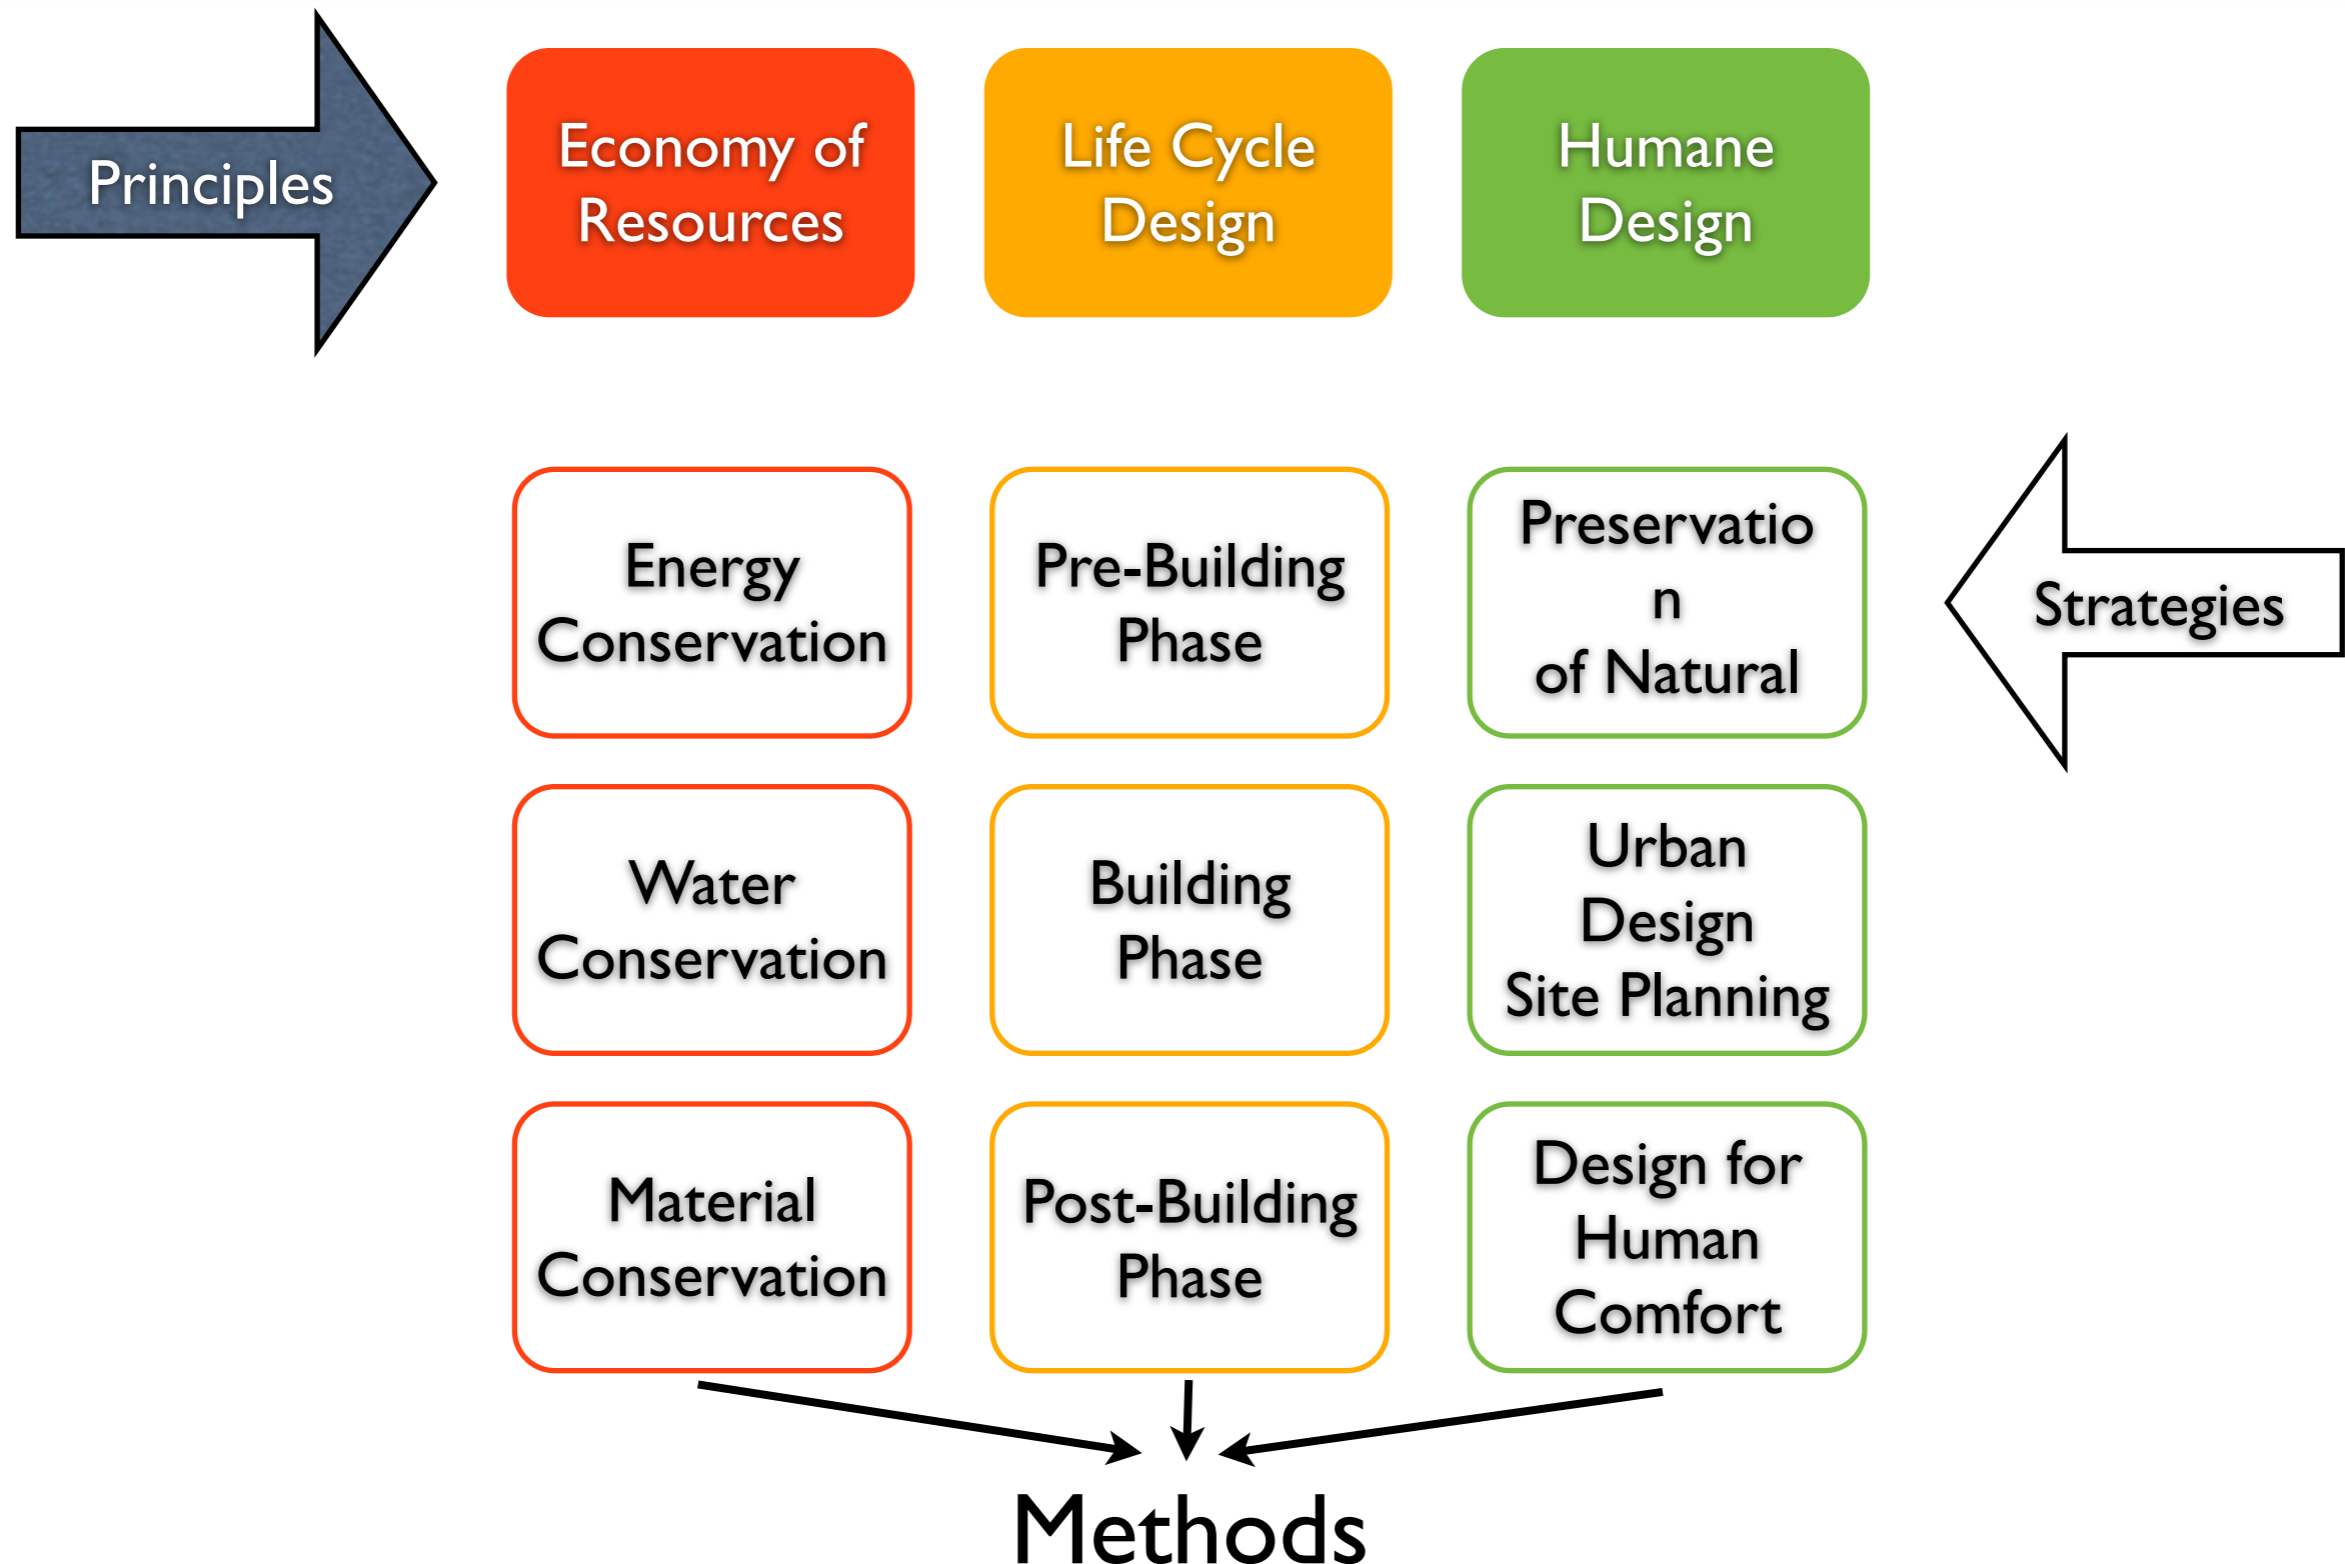 Principles
Economy of
Resources
Life Cycle
Design
Humane
Design
Energy
Conservation
Pre-Building
Phase
Preservatio
n
of Natural
Strategies
Water
Conservation
Building
Phase
Urban
Design
Site Planning
Material
Conservation
Post-Building
Phase
Design for
Human
Comfort
Methods